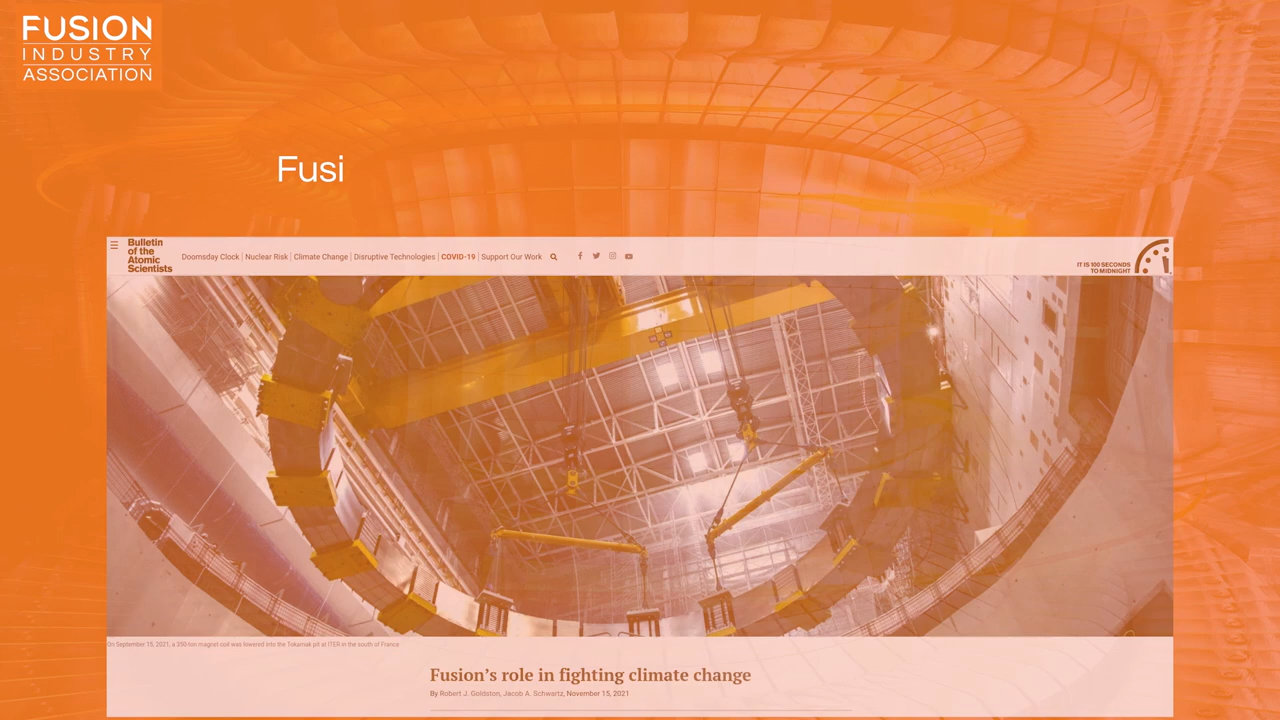 FUSION
INDUSTRY
ASSOCIATION
Fusi
Bulletin
of the
Atomic
Scientists
Doomsday Clock | Nuclear Risk | Climate Change | Disruptive Technologies | COVID-19 | Support Our Work
IT IS 100 SECONDS
TO MIDNIGHT
On September 15, 2021, a 350-ton magnet coil was lowered into the Tokamak pit at ITER in the south of France
Fusion's role in fighting climate change
By Robert J. Goldston, Jacob A. Schwartz, November 15, 2021